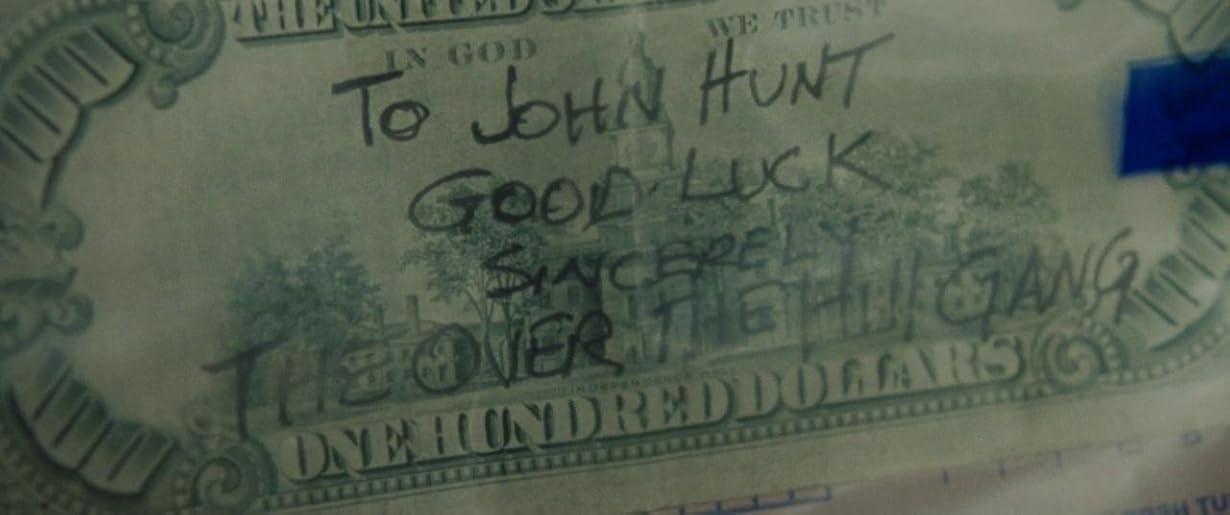 THE UNITED
IN GOD WE TRUST
To JOHN HUNT
GOOD LUCK
SINCERELY
THE OVER THE HIll GANG
ONE HUNDRED DOLLARS